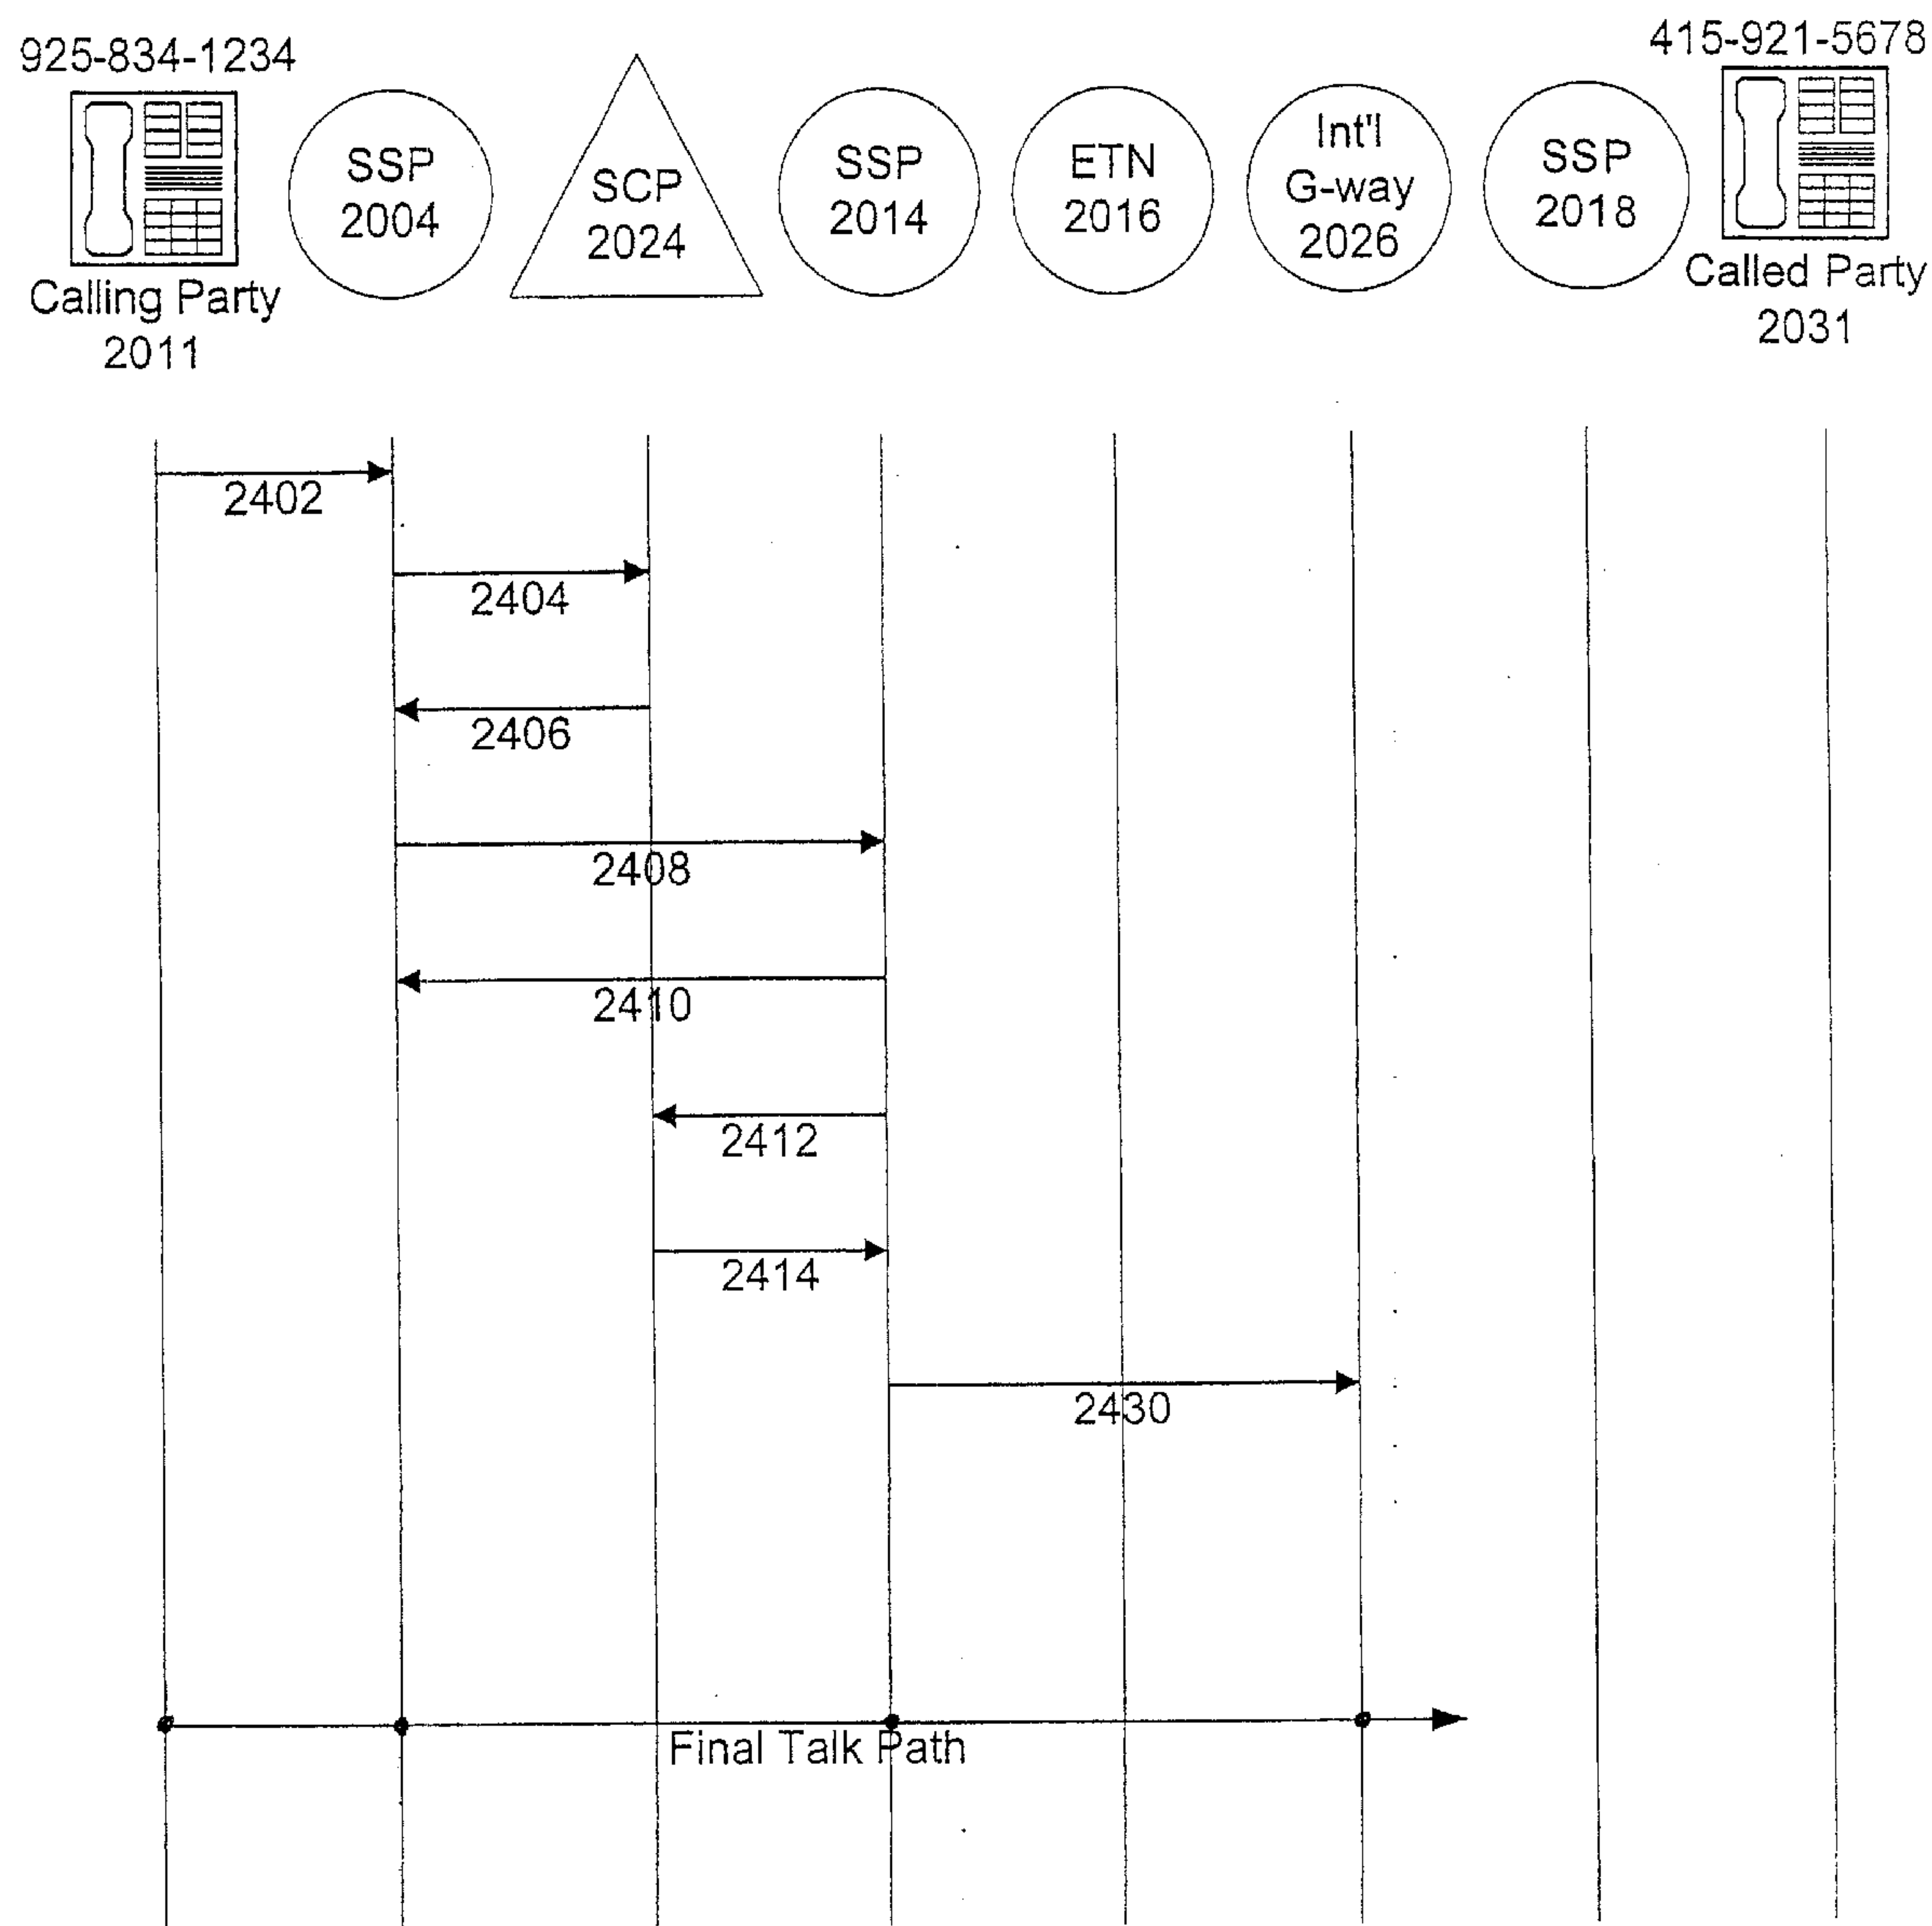 925-834-1234
415-921-5678
SSP
2004
SCP
2024
SSP
2014
ETN
2016
Int'l
G-way
2026
SSP
2018
Calling Party
2011
Called Party
2031
2402
2404
2406
2408
2410
2412
2414
2430
Final Talk Path